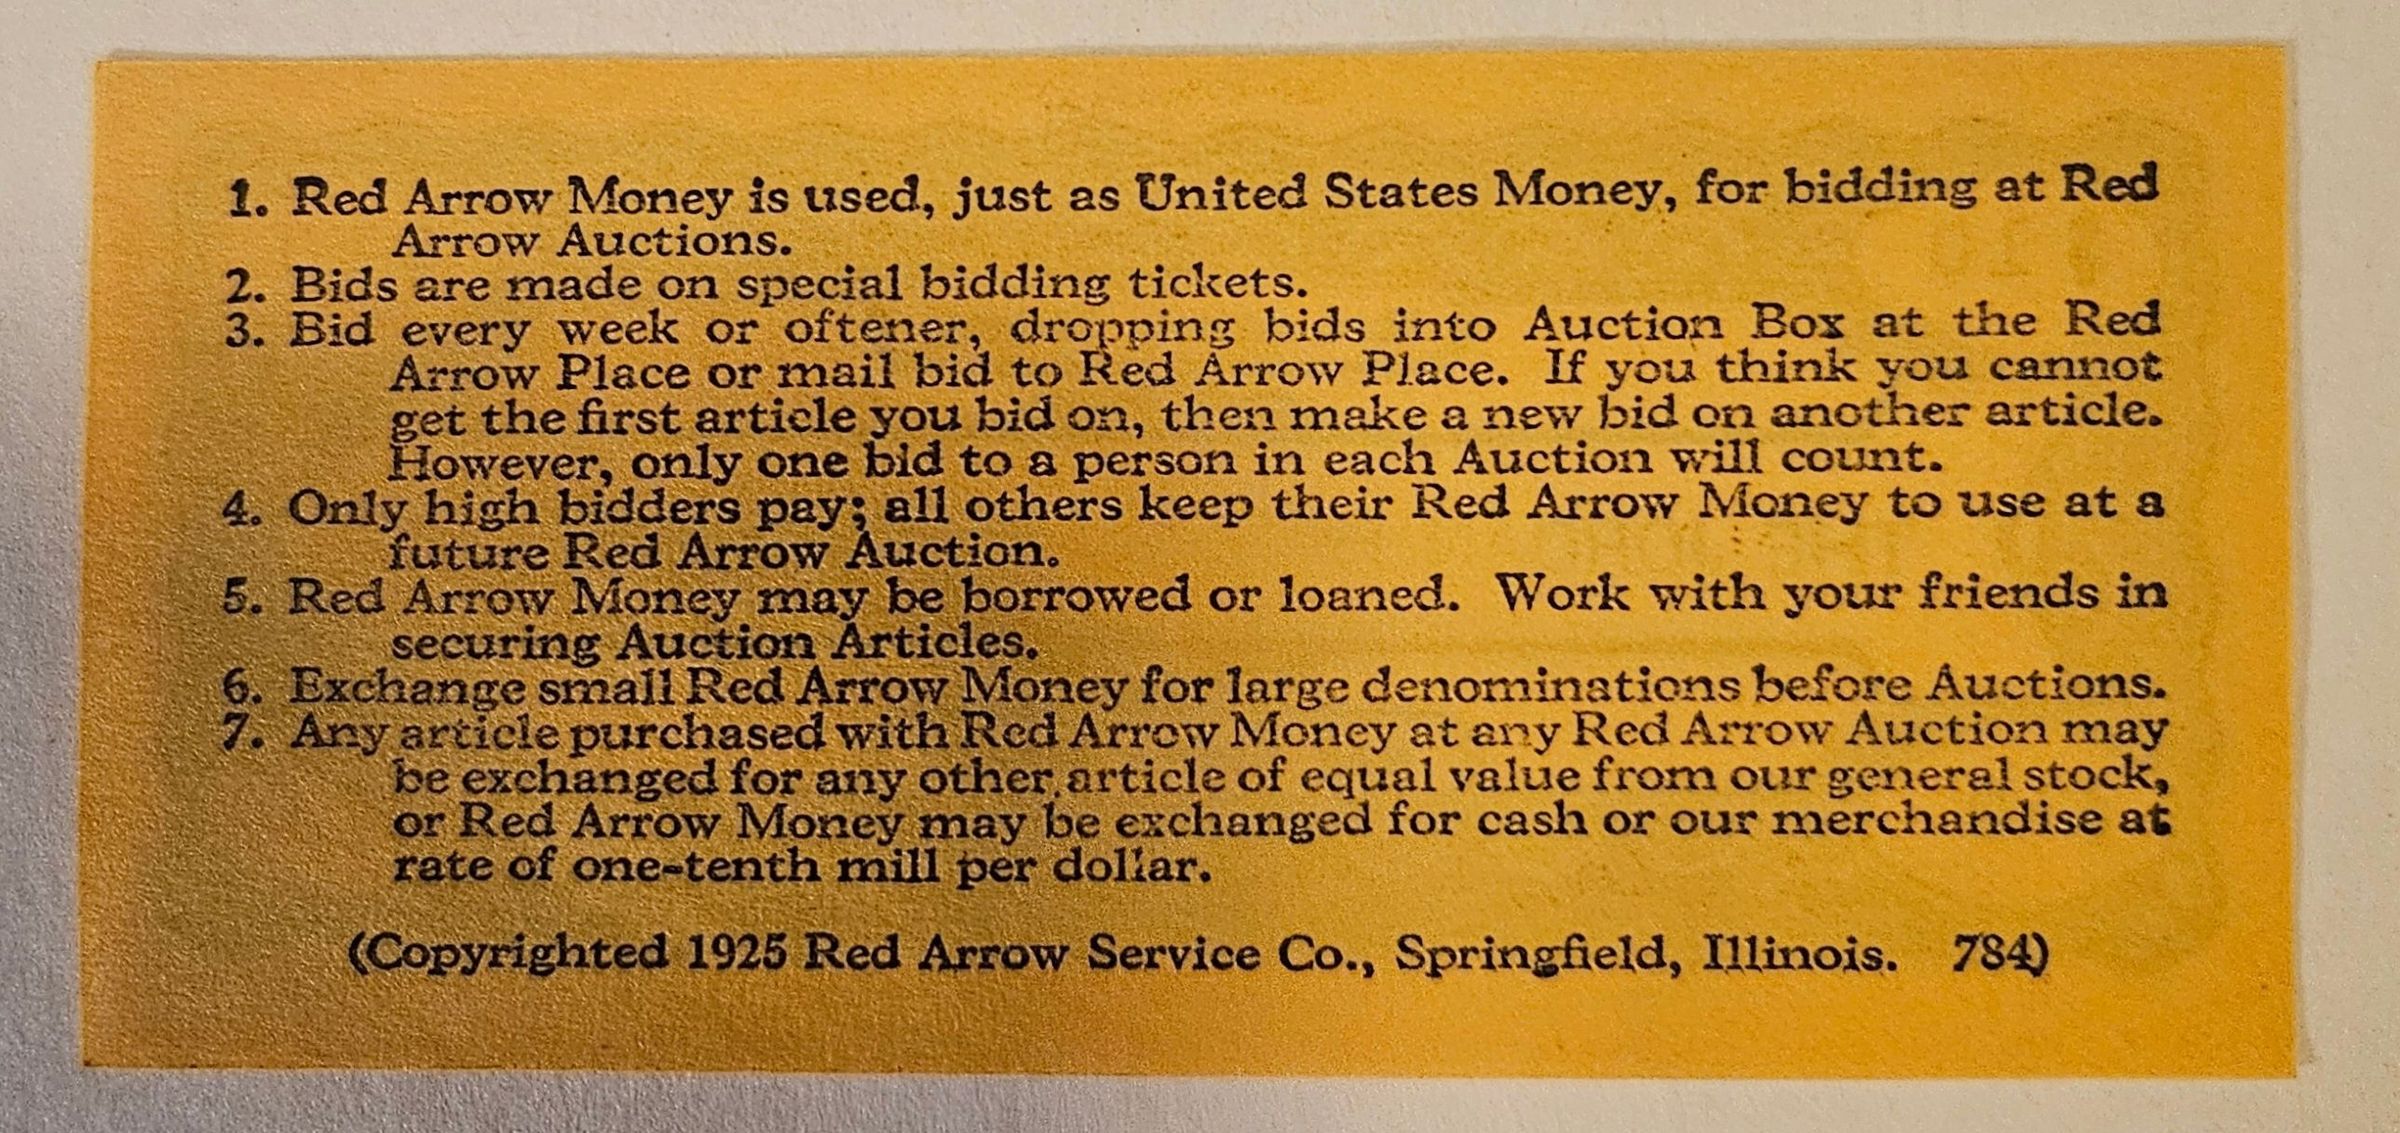 1. Red Arrow Money is used, just as United States Money, for bidding at Red
Arrow Auctions.
2. Bids are made on special bidding tickets.
3. Bid every week or oftener, dropping bids into Auction Box at the Red
Arrow Place or mail bid to Red Arrow Place. If you think you cannot
get the first article you bid on, then make a new bid on another article.
However, only one bid to a person in each Auction will count.
4. Only high bidders pay; all others keep their Red Arrow Money to use at a
future Red Arrow Auction.
5. Red Arrow Money may be borrowed or loaned. Work with your friends in
securing Auction Articles.
6. Exchange small Red Arrow Money for large denominations before Auctions.
7. Any article purchased with Red Arrow Money at any Red Arrow Auction may
be exchanged for any other article of equal value from our general stock,
or Red Arrow Money may be exchanged for cash or our merchandise at
rate of one-tenth mill per dollar.
(Copyrighted 1925 Red Arrow Service Co., Springfield, Illinois. 784)